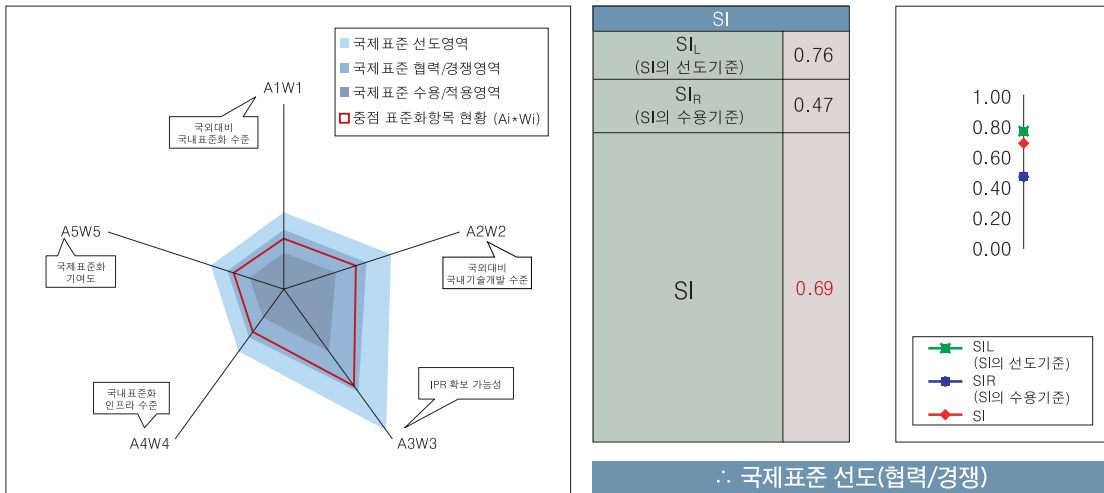 국제표준 선도영역
국제표준 협력/경쟁영역
국제표준 수용/적용영역
중점 표준화항목 현황 (Ai*Wi)
A1W1
국외대비
국내표준화 수준
A2W2
국외대비
국내기술개발 수준
A5W5
국제표준화
기여도
국내표준화
인프라 수준
A4W4
IPR 확보 가능성
A3W3
SI
SIL
(SI의 선도기준)
0.76
SIR
(SI의 수용기준)
0.47
SI
0.69
1.00
0.80
0.60
0.40
0.20
0.00
SIL
(SI의 선도기준)
SIR
(SI의 수용기준)
SI
∴ 국제표준 선도(협력/경쟁)